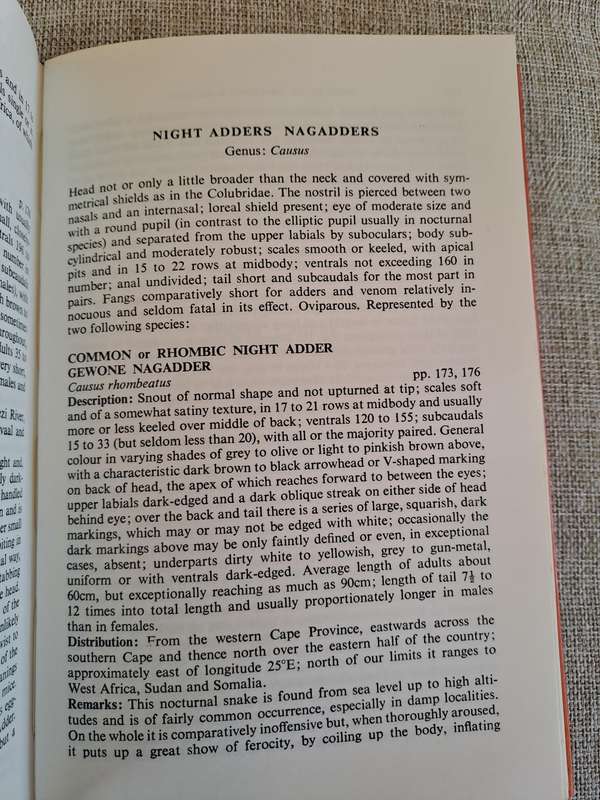 NIGHT ADDERS NAGADDERS
Genus: Causus
Head not or only a little broader than the neck and covered with sym-
metrical shields as in the Colubridae. The nostril is pierced between two
nasals and an internasal; loreal shield present; eye of moderate size and
with a round pupil (in contrast to the elliptic pupil usually in nocturnal
species) and separated from the upper labials by suboculars; body sub-
cylindrical and moderately robust; scales smooth or keeled, with apical
pits and in 15 to 22 rows at midbody; ventrals not exceeding 160 in
number; anal undivided; tail short and subcaudals for the most part in
pairs. Fangs comparatively short for adders and venom relatively in-
nocuous and seldom fatal in its effect. Oviparous. Represented by the
two following species:
COMMON or RHOMBIC NIGHT ADDER
GEWONE NAGADDER
Causus rhombeatus pp. 173, 176
Description: Snout of normal shape and not upturned at tip; scales soft
and of a somewhat satiny texture, in 17 to 21 rows at midbody and usually
more or less keeled over middle of back; ventrals 120 to 155; subcaudals
15 to 33 (but seldom less than 20), with all or the majority paired. General
colour in varying shades of grey to olive or light to pinkish brown above,
with a characteristic dark brown to black arrowhead or V-shaped marking
on back of head, the apex of which reaches forward to between the eyes;
upper labials dark-edged and a dark oblique streak on either side of head
behind eye; over the back and tail there is a series of large, squarish, dark
markings, which may or may not be edged with white; occasionally the
dark markings above may be only faintly defined or even, in exceptional
cases, absent; underparts dirty white to yellowish, grey to gun-metal,
uniform or with ventrals dark-edged. Average length of adults about
60cm, but exceptionally reaching as much as 90cm; length of tail 7½ to
12 times into total length and usually proportionately longer in males
than in females.
Distribution: From the western Cape Province, eastwards across the
southern Cape and thence north over the eastern half of the country;
approximately east of longitude 25°E; north of our limits it ranges to
West Africa, Sudan and Somalia.
Remarks: This nocturnal snake is found from sea level up to high alti-
tudes and is of fairly common occurrence, especially in damp localities.
On the whole it is comparatively inoffensive but, when thoroughly aroused,
it puts up a great show of ferocity, by coiling up the body, inflating